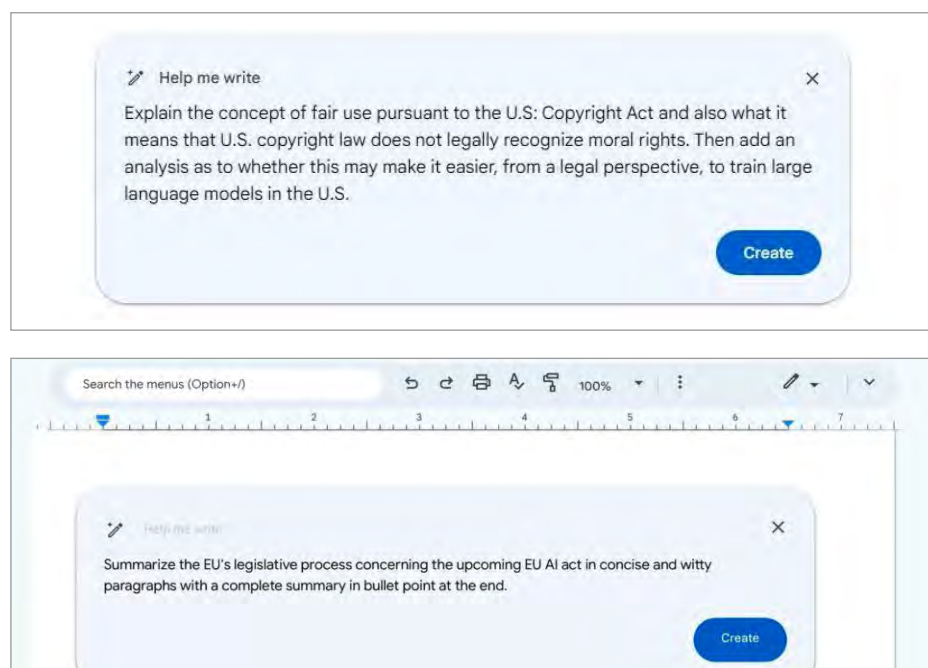 Help me write
Explain the concept of fair use pursuant to the U.S: Copyright Act and also what it
means that U.S. copyright law does not legally recognize moral rights. Then add an
analysis as to whether this may make it easier, from a legal perspective, to train large
language models in the U.S.
Create
Search the menus (Option+/)
100%
1 2 3 4 5 6 7
Help me write
Summarize the EU's legislative process concerning the upcoming EU AI act in concise and witty
paragraphs with a complete summary in bullet point at the end.
Create